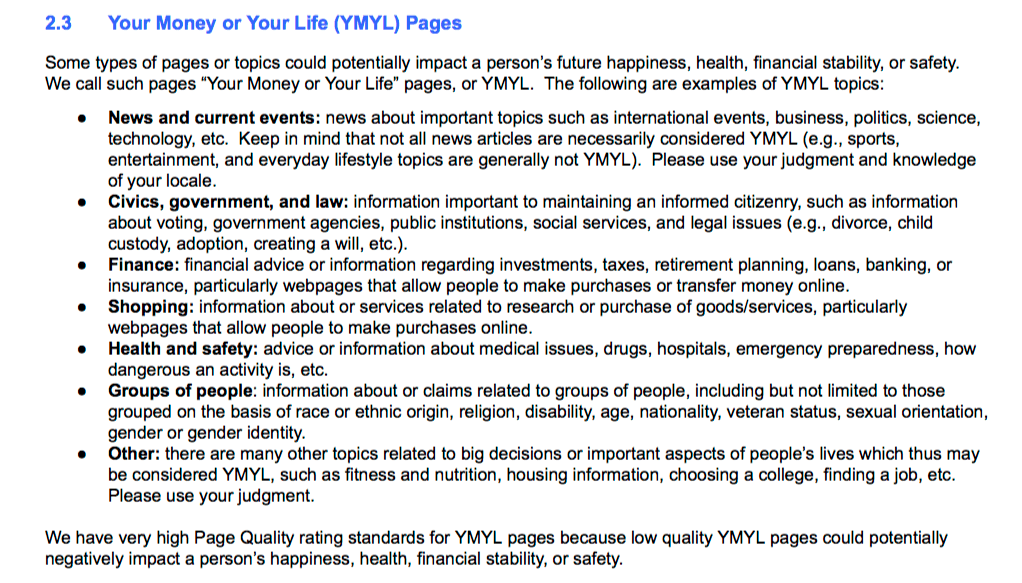 2.3 Your Money or Your Life (YMYL) Pages
Some types of pages or topics could potentially impact a person's future happiness, health, financial stability, or safety.
We call such pages "Your Money or Your Life" pages, or YMYL. The following are examples of YMYL topics:
● News and current events: news about important topics such as international events, business, politics, science,
technology, etc. Keep in mind that not all news articles are necessarily considered YMYL (e.g., sports,
entertainment, and everyday lifestyle topics are generally not YMYL). Please use your judgment and knowledge
of your locale.
● Civics, government, and law: information important to maintaining an informed citizenry, such as information
about voting, government agencies, public institutions, social services, and legal issues (e.g., divorce, child
custody, adoption, creating a will, etc.).
● Finance: financial advice or information regarding investments, taxes, retirement planning, loans, banking, or
insurance, particularly webpages that allow people to make purchases or transfer money online.
● Shopping: information about or services related to research or purchase of goods/services, particularly
webpages that allow people to make purchases online.
● Health and safety: advice or information about medical issues, drugs, hospitals, emergency preparedness, how
dangerous an activity is, etc.
● Groups of people: information about or claims related to groups of people, including but not limited to those
grouped on the basis of race or ethnic origin, religion, disability, age, nationality, veteran status, sexual orientation,
gender or gender identity.
● Other: there are many other topics related to big decisions or important aspects of people's lives which thus may
be considered YMYL, such as fitness and nutrition, housing information, choosing a college, finding a job, etc.
Please use your judgment.
We have very high Page Quality rating standards for YMYL pages because low quality YMYL pages could potentially
negatively impact a person's happiness, health, financial stability, or safety.